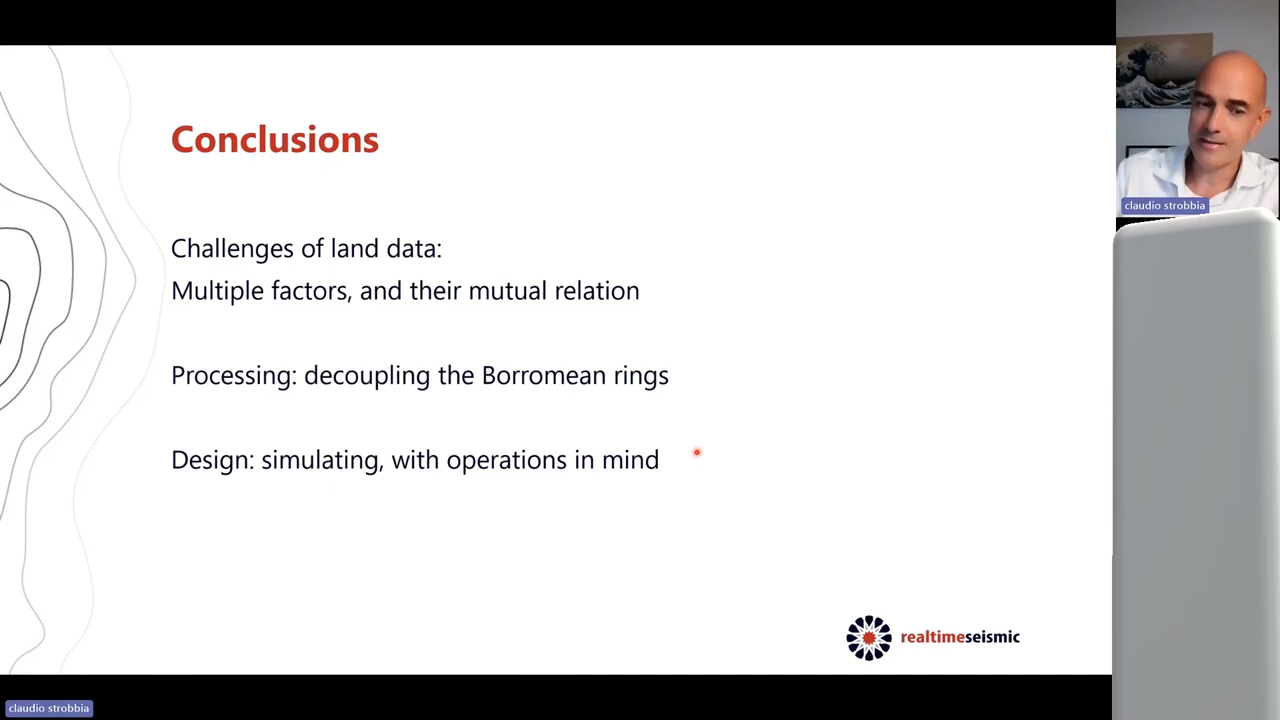 Conclusions
Challenges of land data:
Multiple factors, and their mutual relation
Processing: decoupling the Borromean rings
Design: simulating, with operations in mind
realtimeseismic
claudio strobbia
claudio strobbia